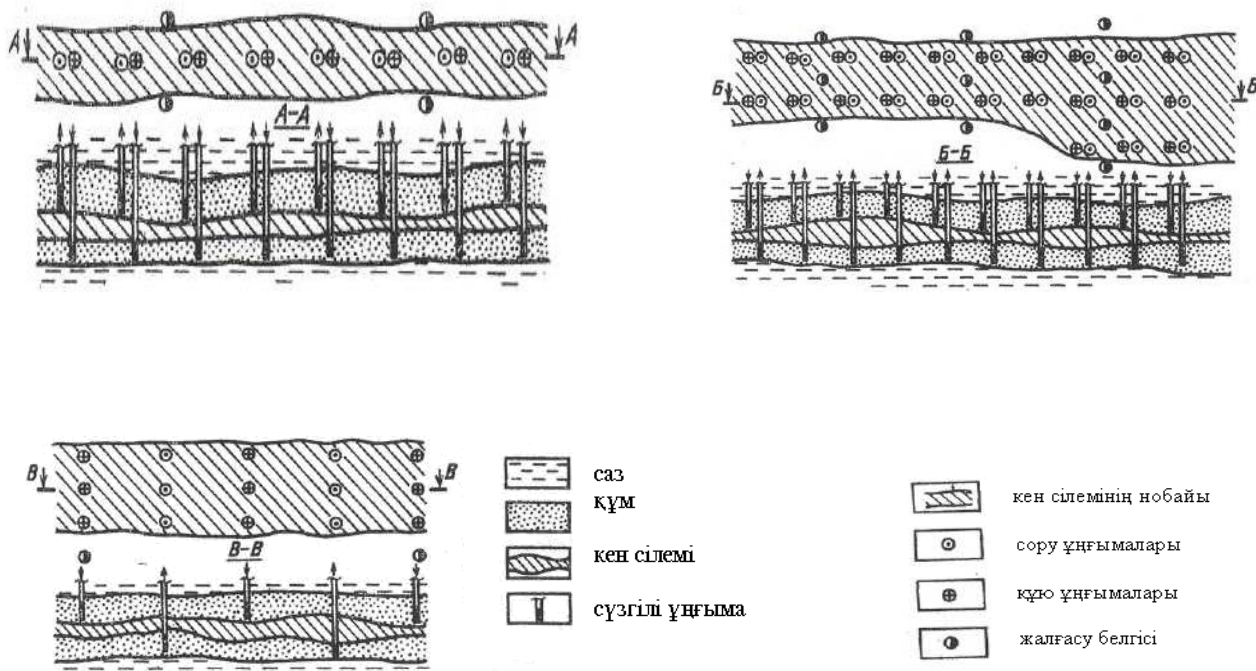 А А
А-А
Б Б
Б-Б
В В
В-В
саз
құм
кен сілемі
сүзгілі ұңғыма
кен сілемінің нобайы
сору ұңғымалары
құю ұңғымалары
жалғасу белгісі